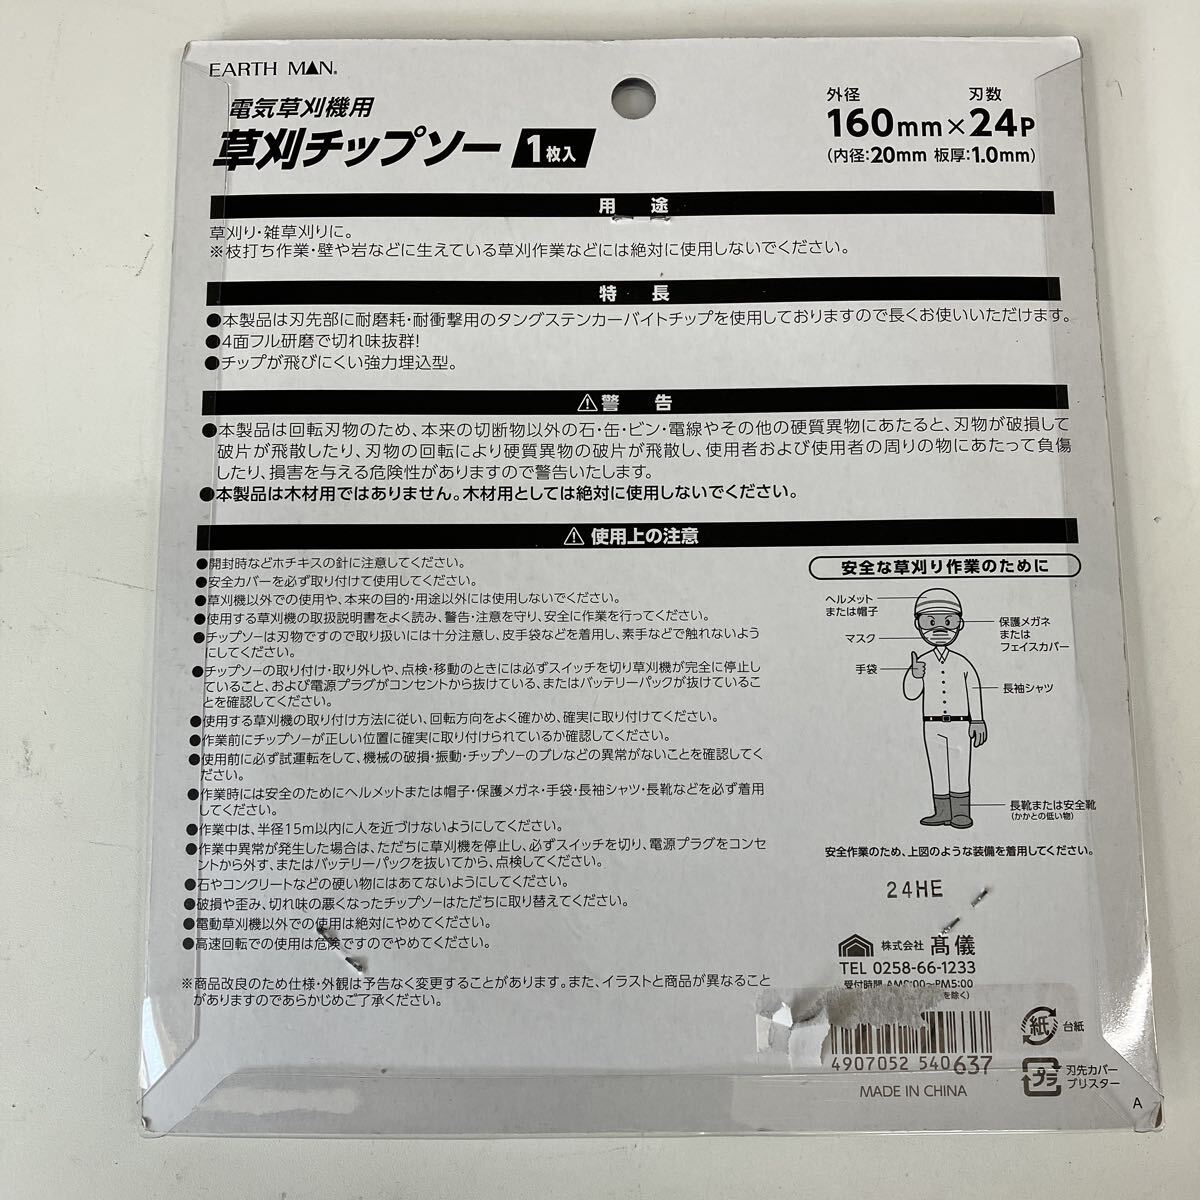 EARTH MAN®
電気草刈機用
草刈チップソー 1枚入
外径 刃数
160mm×24P
(内径:20mm 板厚:1.0mm)
用 途
草刈り・雑草刈りに。
※枝打ち作業・壁や岩などに生えている草刈作業などには絶対に使用しないでください。
特 長
●本製品は刃先部に耐磨耗・耐衝撃用のタングステンカーバイトチップを使用しておりますので長くお使いいただけます。
●4面フル研磨で切れ味抜群!
●チップが飛びにくい強力埋込型。
⚠警 告
●本製品は回転刃物のため、本来の切断物以外の石・缶・ビン・電線やその他の硬質異物にあたると、刃物が破損して
破片が飛散したり、刃物の回転により硬質異物の破片が飛散し、使用者および使用者の周りの物にあたって負傷
したり、損害を与える危険性がありますので警告いたします。
●本製品は木材用ではありません。木材用としては絶対に使用しないでください。
⚠使用上の注意
●開封時などホチキスの針に注意してください。
●安全カバーを必ず取り付けて使用してください。
●草刈機以外での使用や、本来の目的・用途以外には使用しないでください。
●使用する草刈機の取扱説明書をよく読み、警告・注意を守り、安全に作業を行ってください。
●チップソーは刃物ですので取り扱いには十分注意し、皮手袋などを着用し、素手などで触れないよう
にしてください。
●チップソーの取り付け・取り外しや、点検・移動のときには必ずスイッチを切り草刈機が完全に停止し
ていること、および電源プラグがコンセントから抜けている、またはバッテリーパックが抜けているこ
とを確認してください。
●使用する草刈機の取り付け方法に従い、回転方向をよく確かめ、確実に取り付けてください。
●作業前にチップソーが正しい位置に確実に取り付けられているか確認してください。
●使用前に必ず試運転をして、機械の破損・振動・チップソーのブレなどの異常がないことを確認してく
ださい。
●作業時には安全のためにヘルメットまたは帽子・保護メガネ・手袋・長袖シャツ・長靴などを必ず着用
してください。
●作業中は、半径15m以内に人を近づけないようにしてください。
●作業中異常が発生した場合は、ただちに草刈機を停止し、必ずスイッチを切り、電源プラグをコンセ
ントから外す、またはバッテリーパックを抜いてから、点検してください。
●石やコンクリートなどの硬い物にはあてないようにしてください。
●破損や歪み、切れ味の悪くなったチップソーはただちに取り替えてください。
●電動草刈機以外での使用は絶対にやめてください。
●高速回転での使用は危険ですのでやめてください。
※商品改良のため仕様・外観は予告なく変更することがあります。また、イラストと商品が異なること
がありますのであらかじめご了承ください。
安全な草刈り作業のために
ヘルメット
または帽子
マスク
手袋
保護メガネ
または
フェイスカバー
長袖シャツ
長靴または安全靴
(かかとの低い物)
安全作業のため、上図のような装備を着用してください。
24HE
株式会社 髙儀
TEL 0258-66-1233
受付時間 AM9:00〜PM5:00
を除く)
4907052 540637
MADE IN CHINA
紙 台紙
プラ 刃先カバー
ブリスター
A